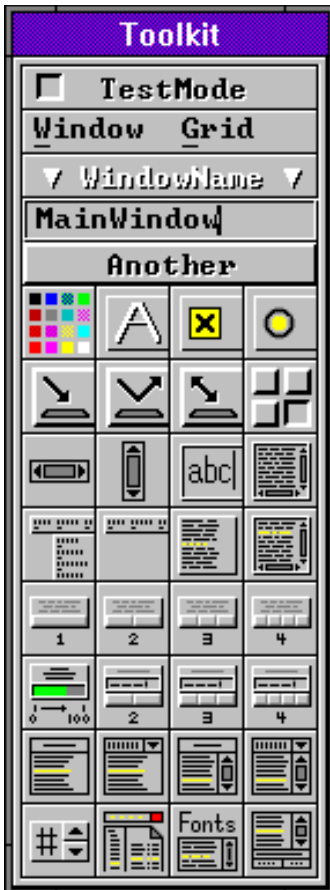 Toolkit
TestMode
Window Grid
WindowName
MainWindow
Another
A
abc
1 2 3 4
0 100 2 3 4
Fonts
#